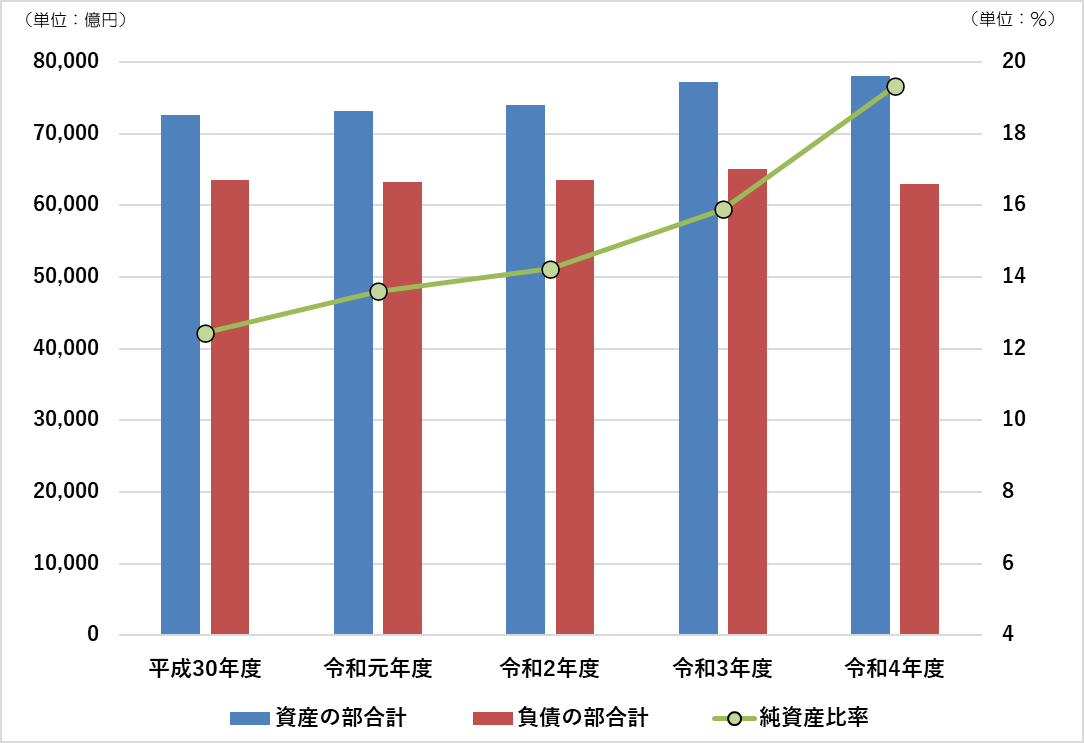 （単位：億円）
（単位：％）
80,000
70,000
60,000
50,000
40,000
30,000
20,000
10,000
0
20
18
16
14
12
10
8
6
4
平成30年度
令和元年度
令和2年度
令和3年度
令和4年度
資産の部合計
負債の部合計
純資産比率